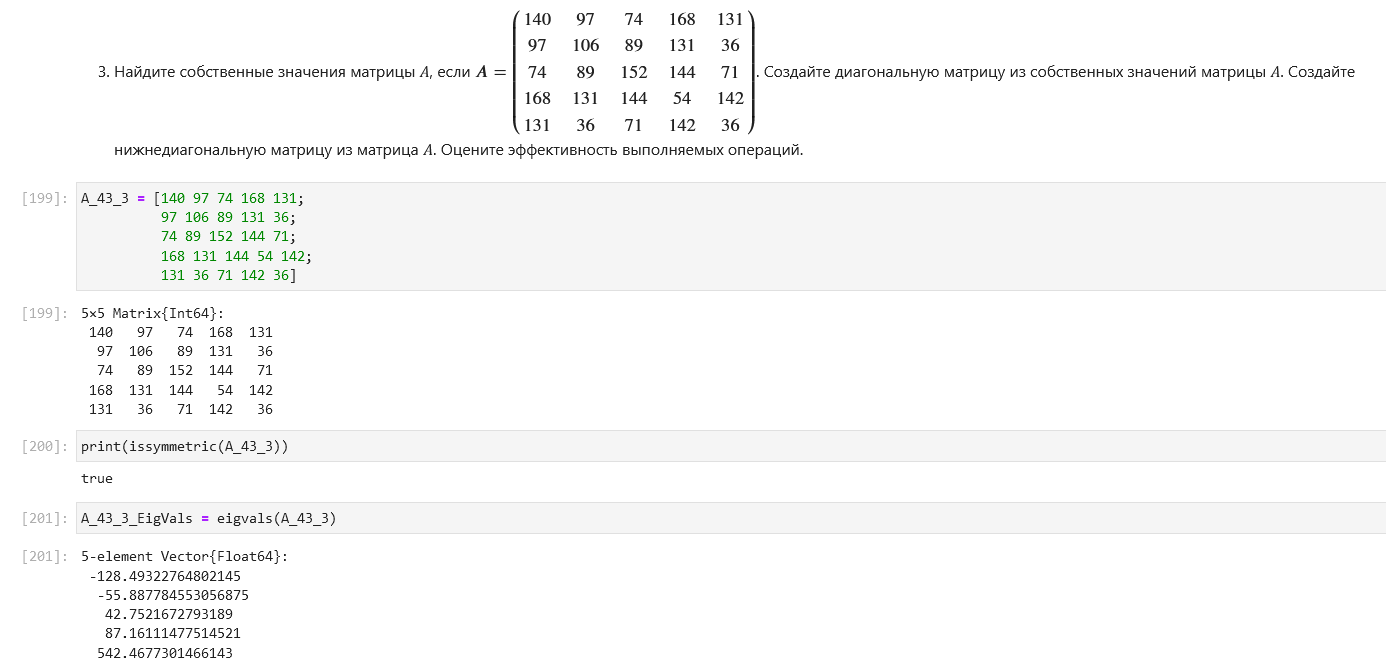 3. Найдите собственные значения матрицы A, если A =
140 97 74 168 131
97 106 89 131 36
74 89 152 144 71
168 131 144 54 142
131 36 71 142 36
. Создайте диагональную матрицу из собственных значений матрицы A. Создайте
нижнедиагональную матрицу из матрица A. Оцените эффективность выполняемых операций.
[199]: A_43_3 = [140 97 74 168 131;
97 106 89 131 36;
74 89 152 144 71;
168 131 144 54 142;
131 36 71 142 36]
[199]: 5×5 Matrix{Int64}:
140 97 74 168 131
97 106 89 131 36
74 89 152 144 71
168 131 144 54 142
131 36 71 142 36
[200]: print(issymmetric(A_43_3))
true
[201]: A_43_3_EigVals = eigvals(A_43_3)
[201]: 5-element Vector{Float64}:
-128.49322764802145
-55.887784553056875
42.7521672793189
87.16111477514521
542.4677301466143